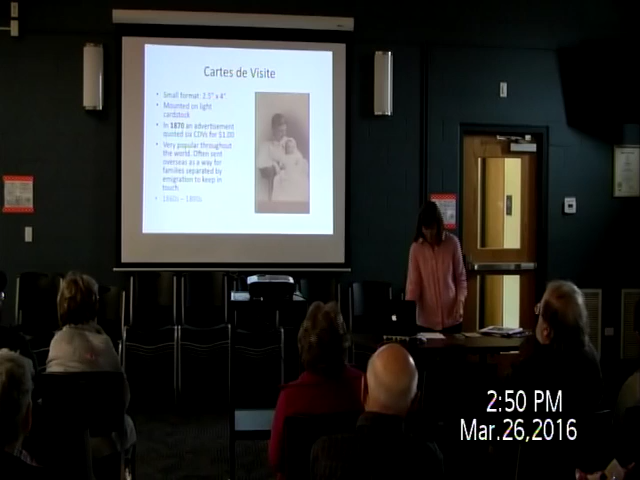 Cartes de Visite
• Small format: 2.5" x 4"
• Mounted on light
cardstock
• In 1870 an advertisement
quoted six CDVs for $1.00
• Very popular throughout
the world. Often sent
overseas as a way for
families separated by
emigration to keep in
touch.
2:50 PM
Mar.26,2016